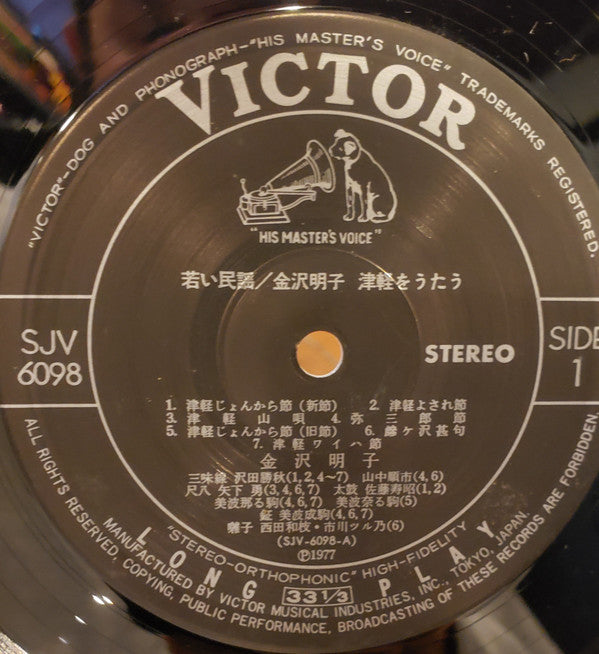 "VICTOR"–DOG AND PHONOGRAPH–"HIS MASTER'S VOICE" TRADEMARKS REGISTERED.
VICTOR
"HIS MASTER'S VOICE"
若い民謡/金沢明子 津軽をうたう
SJV
6098
STEREO
SIDE
1
1. 津軽じょんから節(新節) 2. 津軽よされ節
3. 津軽山唄 4. 弥三郎節
5. 津軽じょんから節(旧節) 6. 鰺ヶ沢甚句
7. 津軽ワイハ節
金沢明子
三味線 沢田勝秋(1,2,4~7) 山中順市(4,6)
尺八 矢下 勇(3,4,6,7) 太鼓 佐藤寿昭(1,2)
美波那る駒(4,6,7) 美波奈る駒(5)
鉦 美波成駒(4,6,7)
囃子 西田和枝・市川ツル乃(6)
(SJV-6098-A)
Ⓟ1977
"STEREO-ORTHOPHONIC" HIGH-FIDELITY
LONG 33 1/3 PLAY
MANUFACTURED BY VICTOR MUSICAL INDUSTRIES, INC., TOKYO, JAPAN.
ALL RIGHTS RESERVED, COPYING, PUBLIC PERFORMANCE, BROADCASTING OF THESE RECORDS ARE FORBIDDEN.